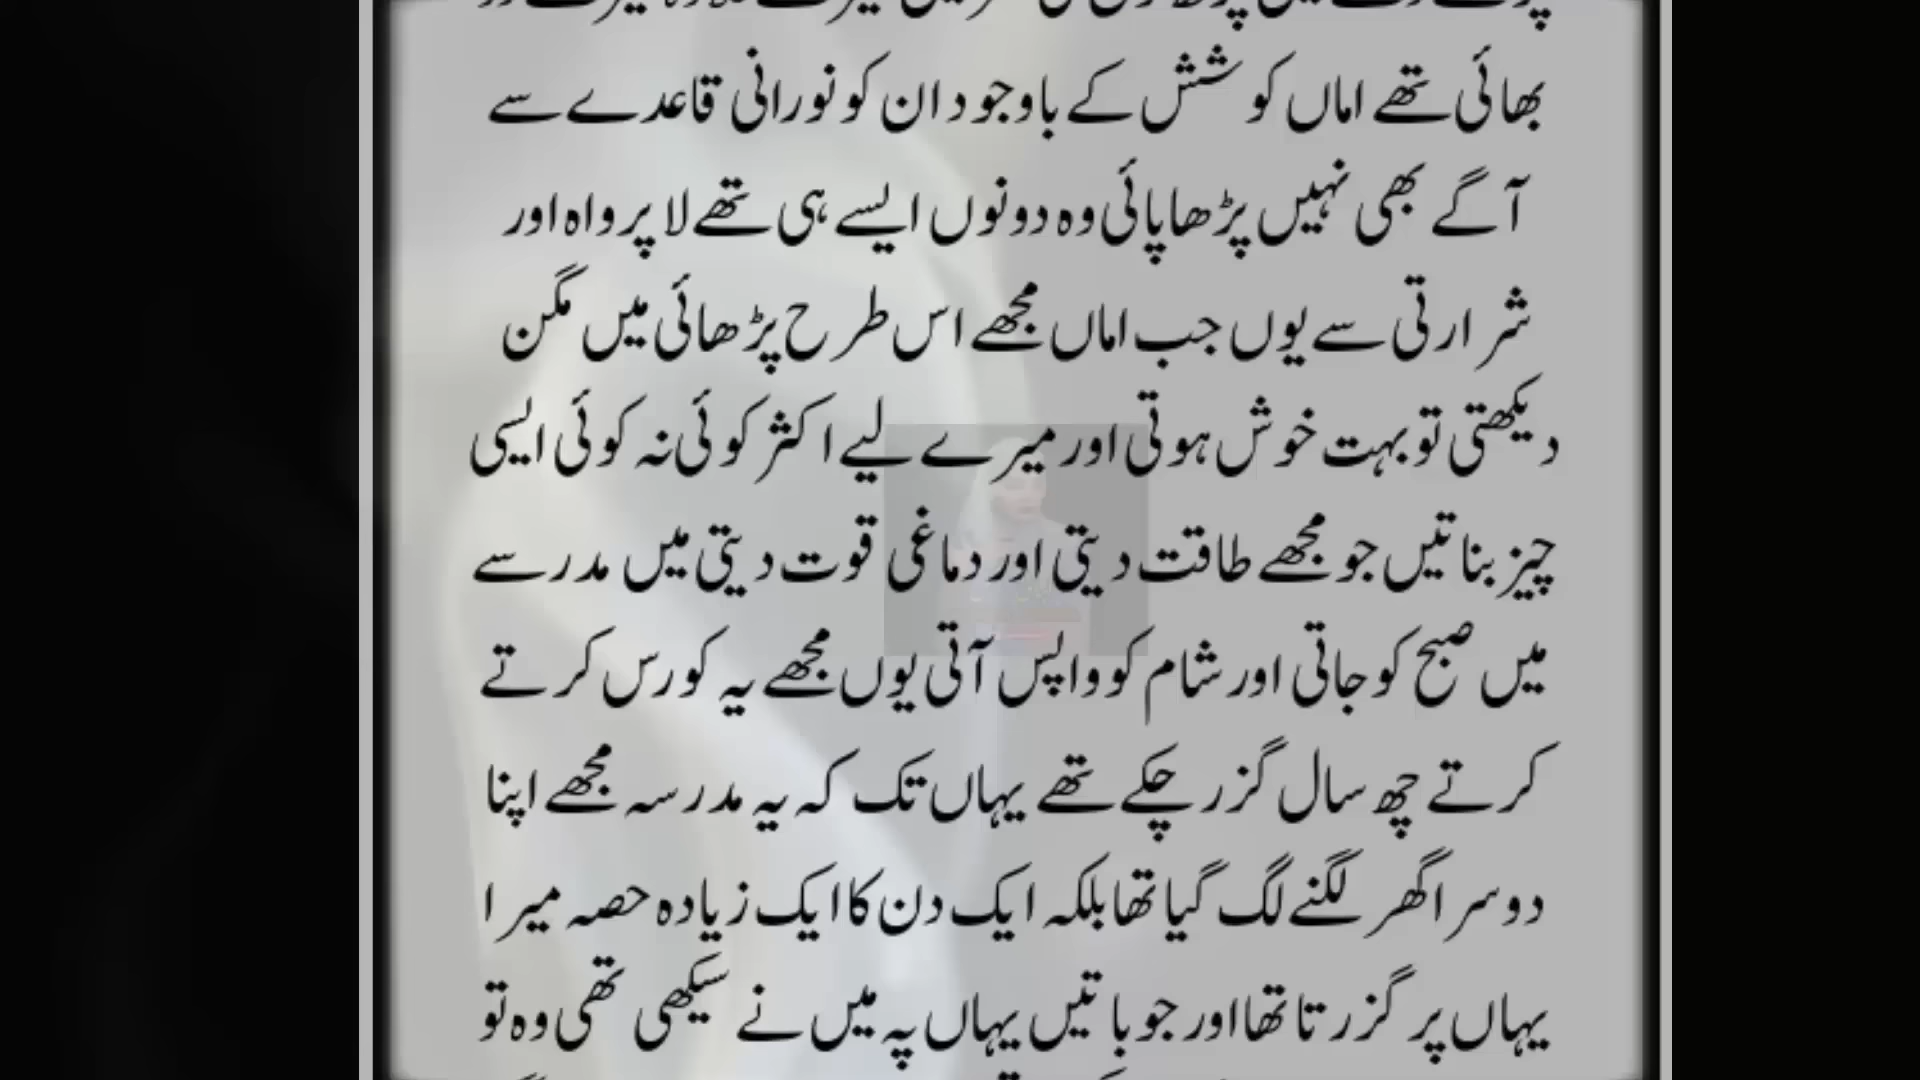 بھائی تھے اماں کوشش کے باوجود ان کو نورانی قاعدے سے
آگے بھی نہیں پڑھا پائی وہ دونوں ایسے ہی تھے لا پرواہ اور
شرارتی سے یوں جب اماں مجھے اس طرح پڑھائی میں مگن
دیکھتی تو بہت خوش ہوتی اور میرے لیے اکثر کوئی نہ کوئی ایسی
چیز بناتیں جو مجھے طاقت دیتی اور دماغی قوت دیتی میں مدرسے
میں صبح کو جاتی اور شام کو واپس آتی یوں مجھے یہ کورس کرتے
کرتے چھ سال گزر چکے تھے یہاں تک کہ یہ مدرسہ مجھے اپنا
دوسرا گھر لگنے لگ گیا تھا بلکہ ایک دن کا ایک زیادہ حصہ میرا
یہاں پر گزرتا تھا اور جو باتیں یہاں پہ میں نے سیکھی تھی وہ تو